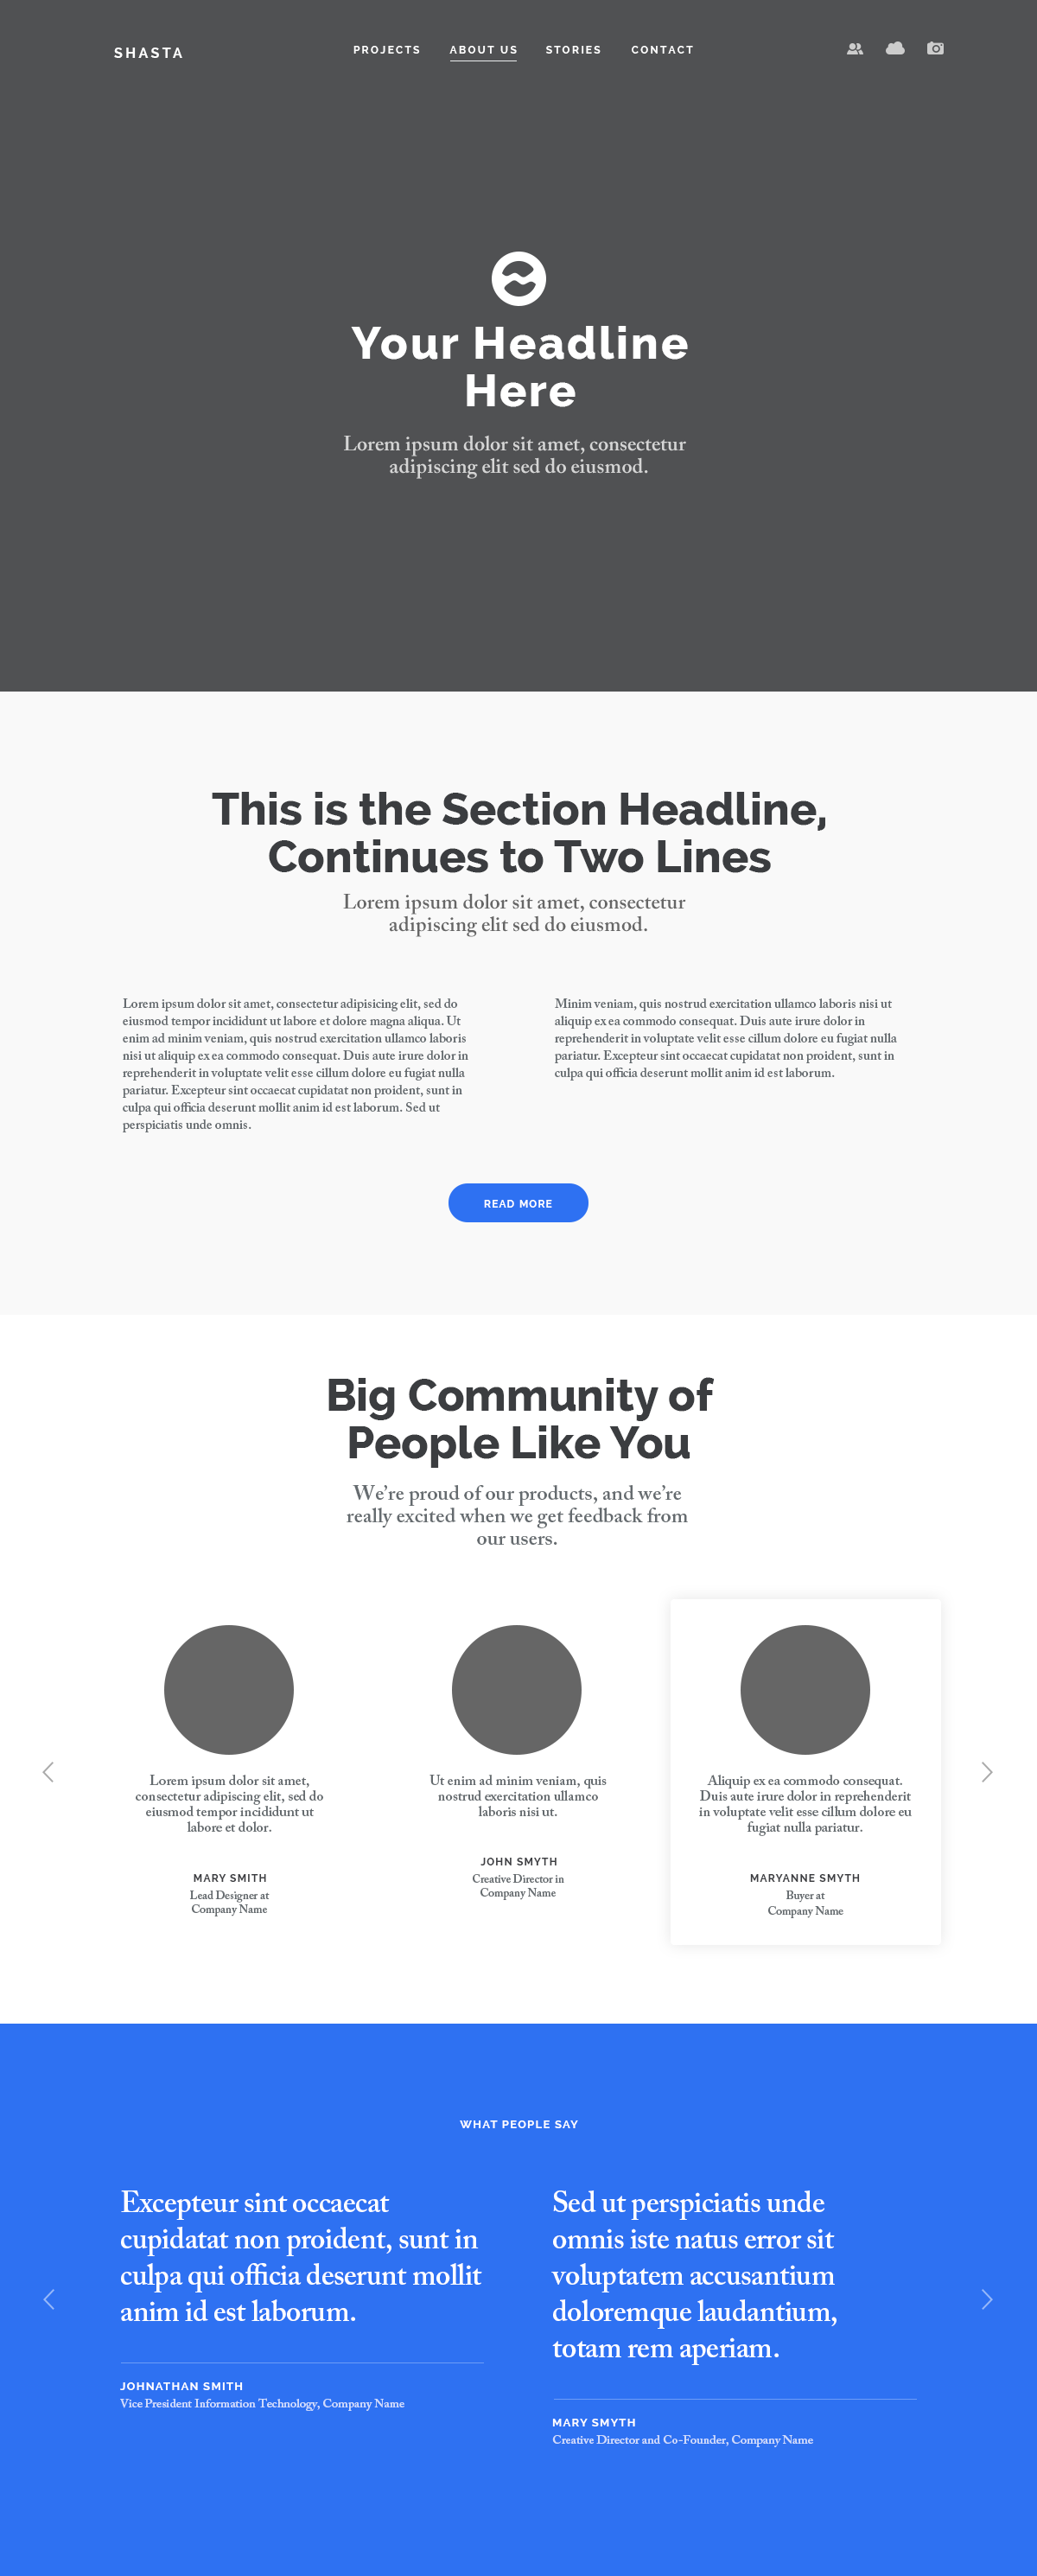 SHASTA
PROJECTS
ABOUT US
STORIES
CONTACT
Your Headline
Here
Lorem ipsum dolor sit amet, consectetur
adipiscing elit sed do eiusmod.
This is the Section Headline,
Continues to Two Lines
Lorem ipsum dolor sit amet, consectetur
adipiscing elit sed do eiusmod.
Lorem ipsum dolor sit amet, consectetur adipisicing elit, sed do
eiusmod tempor incididunt ut labore et dolore magna aliqua. Ut
enim ad minim veniam, quis nostrud exercitation ullamco laboris
nisi ut aliquip ex ea commodo consequat. Duis aute irure dolor in
reprehenderit in voluptate velit esse cillum dolore eu fugiat nulla
pariatur. Excepteur sint occaecat cupidatat non proident, sunt in
culpa qui officia deserunt mollit anim id est laborum. Sed ut
perspiciatis unde omnis.
Minim veniam, quis nostrud exercitation ullamco laboris nisi ut
aliquip ex ea commodo consequat. Duis aute irure dolor in
reprehenderit in voluptate velit esse cillum dolore eu fugiat nulla
pariatur. Excepteur sint occaecat cupidatat non proident, sunt in
culpa qui officia deserunt mollit anim id est laborum.
READ MORE
Big Community of
People Like You
We’re proud of our products, and we’re
really excited when we get feedback from
our users.
Lorem ipsum dolor sit amet,
consectetur adipiscing elit, sed do
eiusmod tempor incididunt ut
labore et dolor.
MARY SMITH
Lead Designer at
Company Name
Ut enim ad minim veniam, quis
nostrud exercitation ullamco
laboris nisi ut.
JOHN SMYTH
Creative Director in
Company Name
Aliquip ex ea commodo consequat.
Duis aute irure dolor in reprehenderit
in voluptate velit esse cillum dolore eu
fugiat nulla pariatur.
MARYANNE SMYTH
Buyer at
Company Name
WHAT PEOPLE SAY
Excepteur sint occaecat
cupidatat non proident, sunt in
culpa qui officia deserunt mollit
anim id est laborum.
JOHNATHAN SMITH
Vice President Information Technology, Company Name
Sed ut perspiciatis unde
omnis iste natus error sit
voluptatem accusantium
doloremque laudantium,
totam rem aperiam.
MARY SMYTH
Creative Director and Co-Founder, Company Name